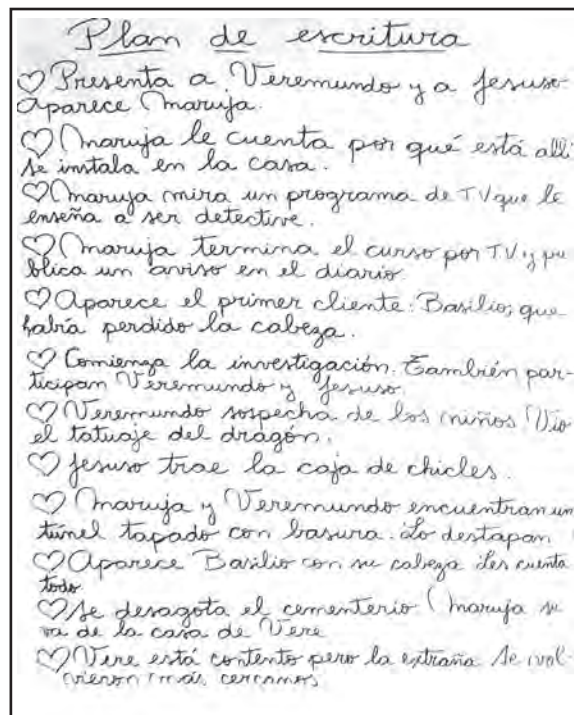 Plan de escritura
Presenta a Veremundo y a Jesuso
Aparece Maruja.
Maruja le cuenta por qué está allí
Se instala en la casa.
Maruja mira un programa de TV que le
enseña a ser detective.
Maruja termina el curso por TV y pu
blica un aviso en el diario.
Aparece el primer cliente: Basilio, que
habría perdido la cabeza.
Comienza la investigación. También par-
ticipan Veremundo y Jesuso.
Veremundo sospecha de los niños. Vio
el tatuaje del dragón.
Jesuso trae la caja de chicles.
Maruja y Veremundo encuentran un
túnel tapado con basura. Lo destapan
Aparece Basilio con su cabeza. Les cuenta
todo
Se desagota el cementerio Maruja se
va de la casa de Vere
Vere está contento pero la extraña. Se vol-
vieron más cercanos